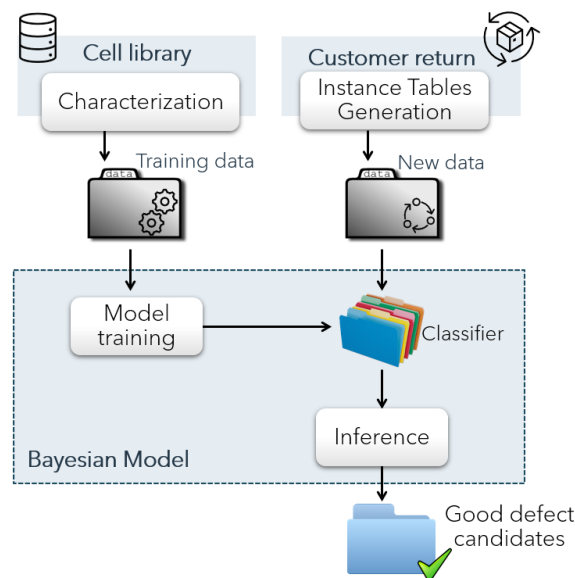 Cell library
Characterization
Customer return
Instance Tables
Generation
Training data
data
New data
data
Model
training
Classifier
Inference
Bayesian Model
Good defect
candidates